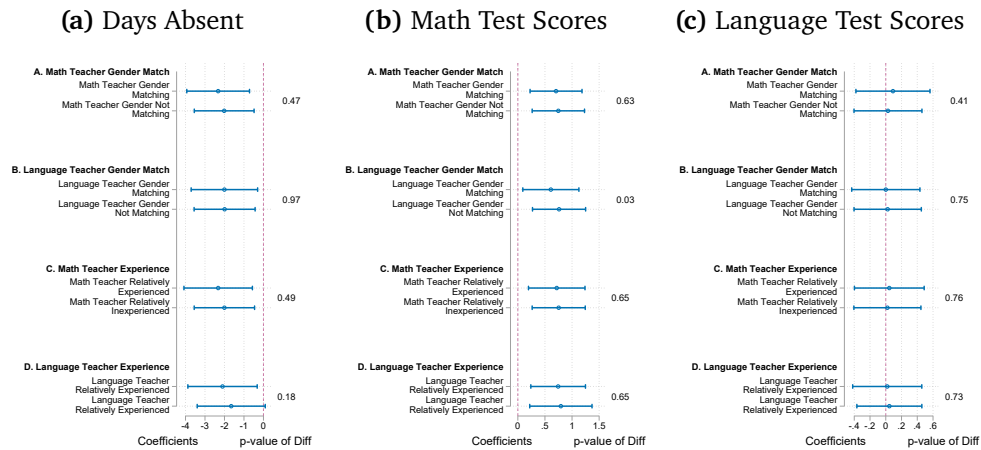 (a) Days Absent
A. Math Teacher Gender Match
Math Teacher Gender
Matching
Math Teacher Gender Not
Matching
0.47
B. Language Teacher Gender Match
Language Teacher Gender
Matching
Language Teacher Gender
Not Matching
0.97
C. Math Teacher Experience
Math Teacher Relatively
Experienced
Math Teacher Relatively
Inexperienced
0.49
D. Language Teacher Experience
Language Teacher
Relatively Experienced
Language Teacher
Relatively Experienced
0.18
-4 -3 -2 -1 0
Coefficients p-value of Diff
(b) Math Test Scores
A. Math Teacher Gender Match
Math Teacher Gender
Matching
Math Teacher Gender Not
Matching
0.63
B. Language Teacher Gender Match
Language Teacher Gender
Matching
Language Teacher Gender
Not Matching
0.03
C. Math Teacher Experience
Math Teacher Relatively
Experienced
Math Teacher Relatively
Inexperienced
0.65
D. Language Teacher Experience
Language Teacher
Relatively Experienced
Language Teacher
Relatively Experienced
0.65
0 .5 1 1.5
Coefficients p-value of Diff
(c) Language Test Scores
A. Math Teacher Gender Match
Math Teacher Gender
Matching
Math Teacher Gender Not
Matching
0.41
B. Language Teacher Gender Match
Language Teacher Gender
Matching
Language Teacher Gender
Not Matching
0.75
C. Math Teacher Experience
Math Teacher Relatively
Experienced
Math Teacher Relatively
Inexperienced
0.76
D. Language Teacher Experience
Language Teacher
Relatively Experienced
Language Teacher
Relatively Experienced
0.73
-.4 -.2 0 .2 .4 .6
Coefficients p-value of Diff